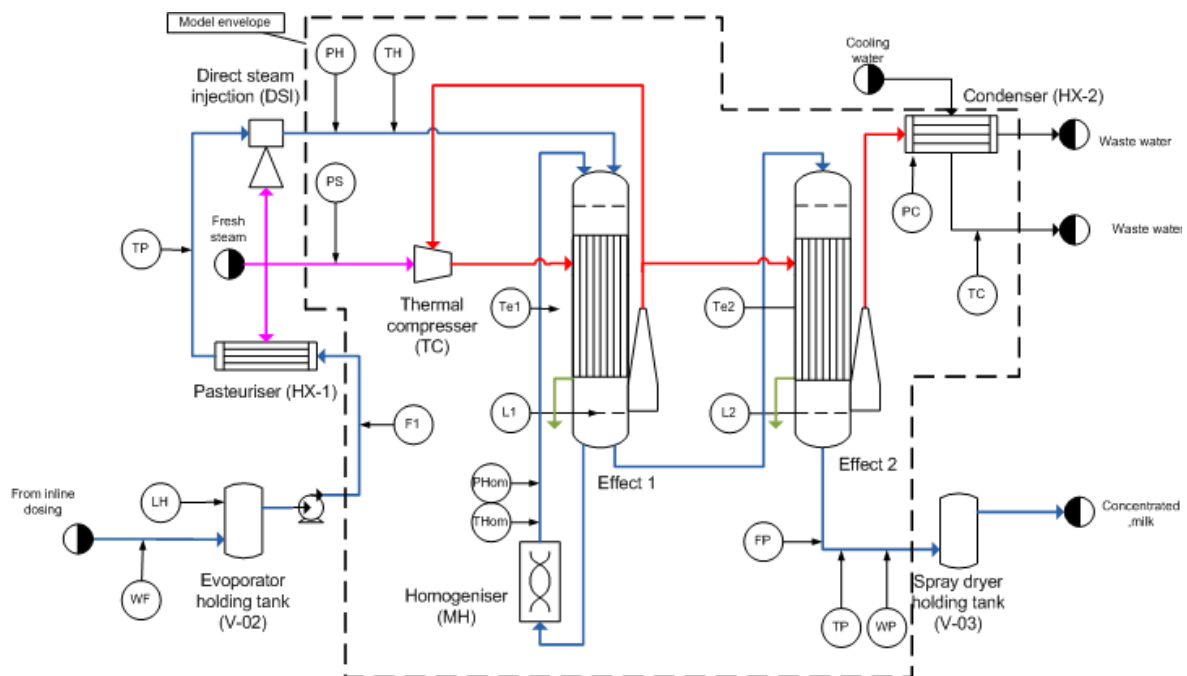 Model envelope
PH
TH
Cooling
water
Direct steam
injection (DSI)
Condenser (HX-2)
Waste water
PS
PC
Fresh
steam
TP
Waste water
TC
Te1
Te2
Thermal
compresser
(TC)
Pasteuriser (HX-1)
L1
L2
F1
Effect 2
Effect 1
PHom
From inline
dosing
LH
THom
Concentrated
,milk
FP
Evoporator
holding tank
(V-02)
Homogeniser
(MH)
Spray dryer
holding tank
(V-03)
WF
TP
WP